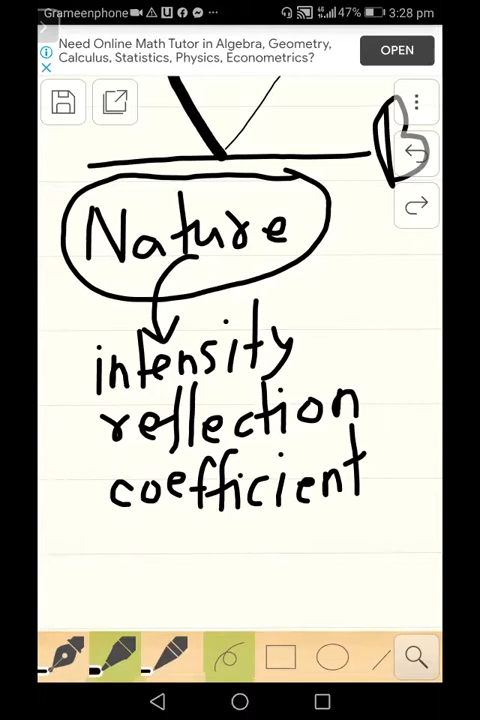 Grameenphone ... 47% 3:28 pm
Need Online Math Tutor in Algebra, Geometry,
Calculus, Statistics, Physics, Econometrics?
OPEN
B
Nature
intensity
reflection
coefficient